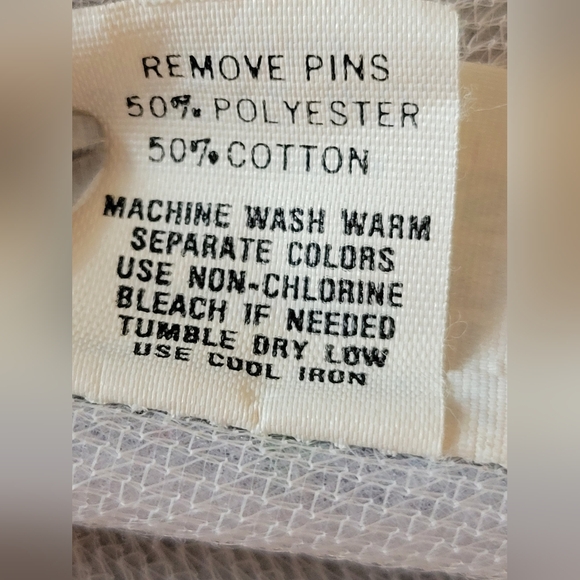 REMOVE PINS
50% POLYESTER
50% COTTON
MACHINE WASH WARM
SEPARATE COLORS
USE NON-CHLORINE
BLEACH IF NEEDED
TUMBLE DRY LOW
USE COOL IRON